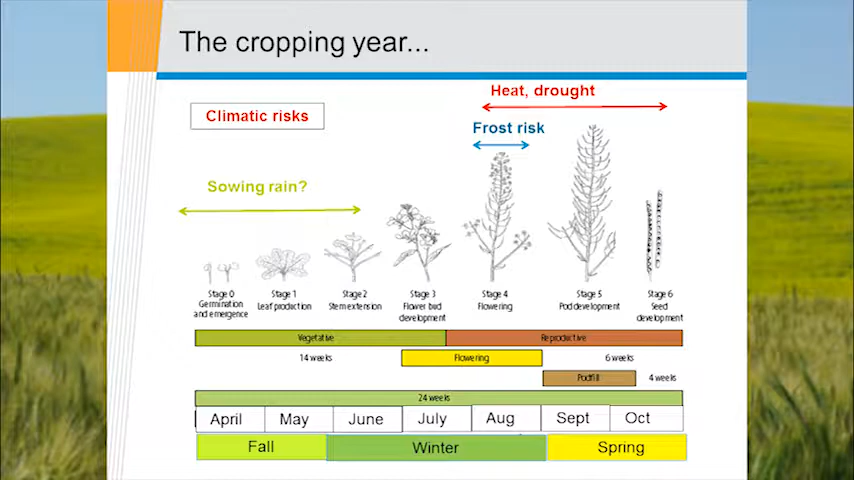 The cropping year...
Heat, drought
Climatic risks
Frost risk
Sowing rain?
Stage 0
Germination
and emergence
Stage 1
Leaf production
Stage 2
Stem extension
Stage 3
Flower bud
development
Stage 4
Flowering
Stage 5
Pod development
Stage 6
Seed
development
Vegetative
Reproductive
14 weeks
Flowering
6 weeks
Podfill
4 weeks
24 weeks
April
May
June
July
Aug
Sept
Oct
Fall
Winter
Spring